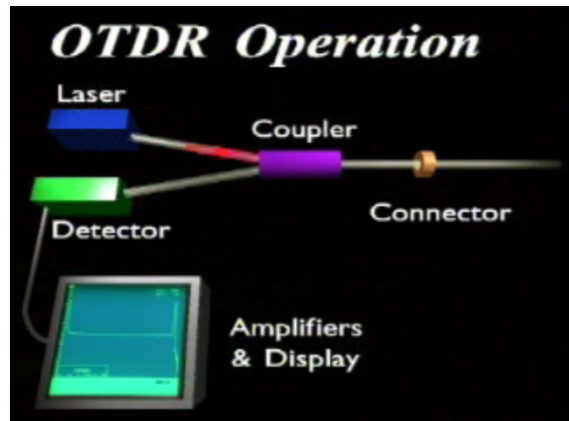 OTDR Operation
Laser
Coupler
Connector
Detector
Amplifiers
& Display